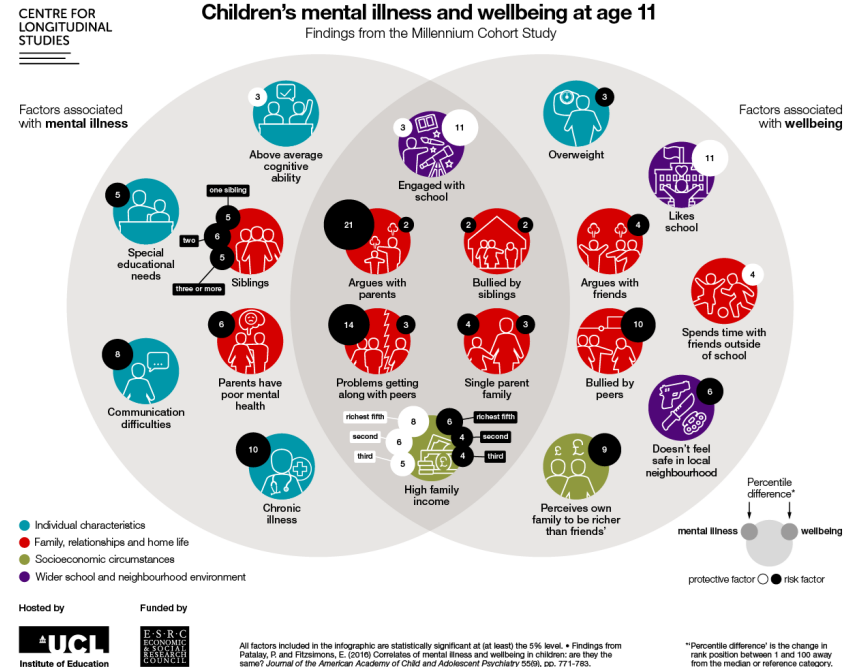 CENTRE FOR
LONGITUDINAL
STUDIES
Children's mental illness and wellbeing at age 11
Findings from the Millennium Cohort Study
Factors associated
with mental illness
Factors associated
with wellbeing
3
Above average
cognitive
ability
3
11
Engaged with
school
3
Overweight
11
Likes
school
5
Special
educational
needs
one sibling
5
two
6
5
three or more
Siblings
21
2
Argues with
parents
2
2
Bullied by
siblings
4
Argues with
friends
4
Spends time with
friends outside
of school
8
Communication
difficulties
6
Parents have
poor mental
health
14
3
Problems getting
along with peers
4
3
Single parent
family
10
Bullied by
peers
6
Doesn't feel
safe in local
neighbourhood
10
Chronic
illness
richest fifth
8
6
richest fifth
second
6
4
second
third
5
4
third
£
High family
income
£ £
9
Perceives own
family to be richer
than friends'
Individual characteristics
Family, relationships and home life
Socioeconomic circumstances
Wider school and neighbourhood environment
Percentile
difference*
mental illness
wellbeing
protective factor
risk factor
Hosted by
UCL
Institute of Education
Funded by
E·S·R·C
ECONOMIC
& SOCIAL
RESEARCH
COUNCIL
All factors included in the infographic are statistically significant at (at least) the 5% level. • Findings from
Patalay, P. and Fitzsimons, E. (2016) Correlates of mental illness and wellbeing in children: are they the
same? Journal of the American Academy of Child and Adolescent Psychiatry 55(9), pp. 771-783.
*'Percentile difference' is the change in
rank position between 1 and 100 away
from the median or reference category.